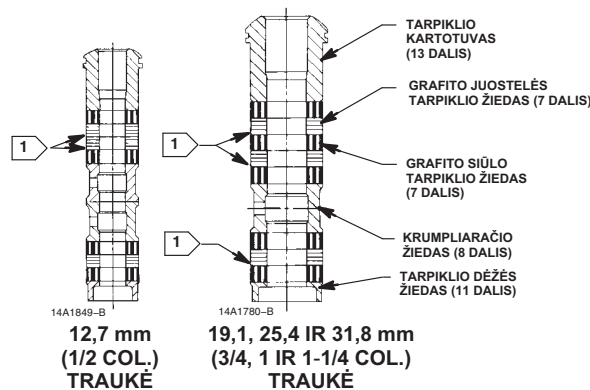 TARPIKLIO
KARTOTUVAS
(13 DALIS)
GRAFITO JUOSTELĖS
TARPIKLIO ŽIEDAS (7 DALIS)
1
1
GRAFITO SIŪLO
TARPIKLIO ŽIEDAS
(7 DALIS)
KRUMPLIARAČIO
ŽIEDAS (8 DALIS)
1
TARPIKLIO DĖŽĖS
ŽIEDAS (11 DALIS)
14A1849–B
14A1780–B
12,7 mm
(1/2 COL.)
TRAUKĖ
19,1, 25,4 IR 31,8 mm
(3/4, 1 IR 1-1/4 COL.)
TRAUKĖ